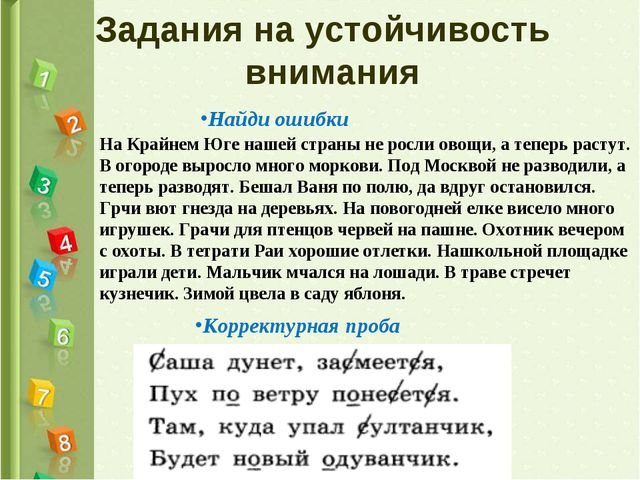 Задания на устойчивость
внимания
•Найди ошибки
На Крайнем Юге нашей страны не росли овощи, а теперь растут.
В огороде выросло много моркови. Под Москвой не разводили, а
теперь разводят. Бешал Ваня по полю, да вдруг остановился.
Грчи вют гнезда на деревьях. На повогодней елке висело много
игрушек. Грачи для птенцов червей на пашне. Охотник вечером
с охоты. В тетрати Раи хорошие отлетки. Нашкольной площадке
играли дети. Мальчик мчался на лошади. В траве стречет
кузнечик. Зимой цвела в саду яблоня.
•Корректурная проба
Саша дунет, засмеется,
Пух по ветру понесется.
Там, куда упал султанчик,
Будет новый одуванчик.
1
2
3
4
5
6
7
8